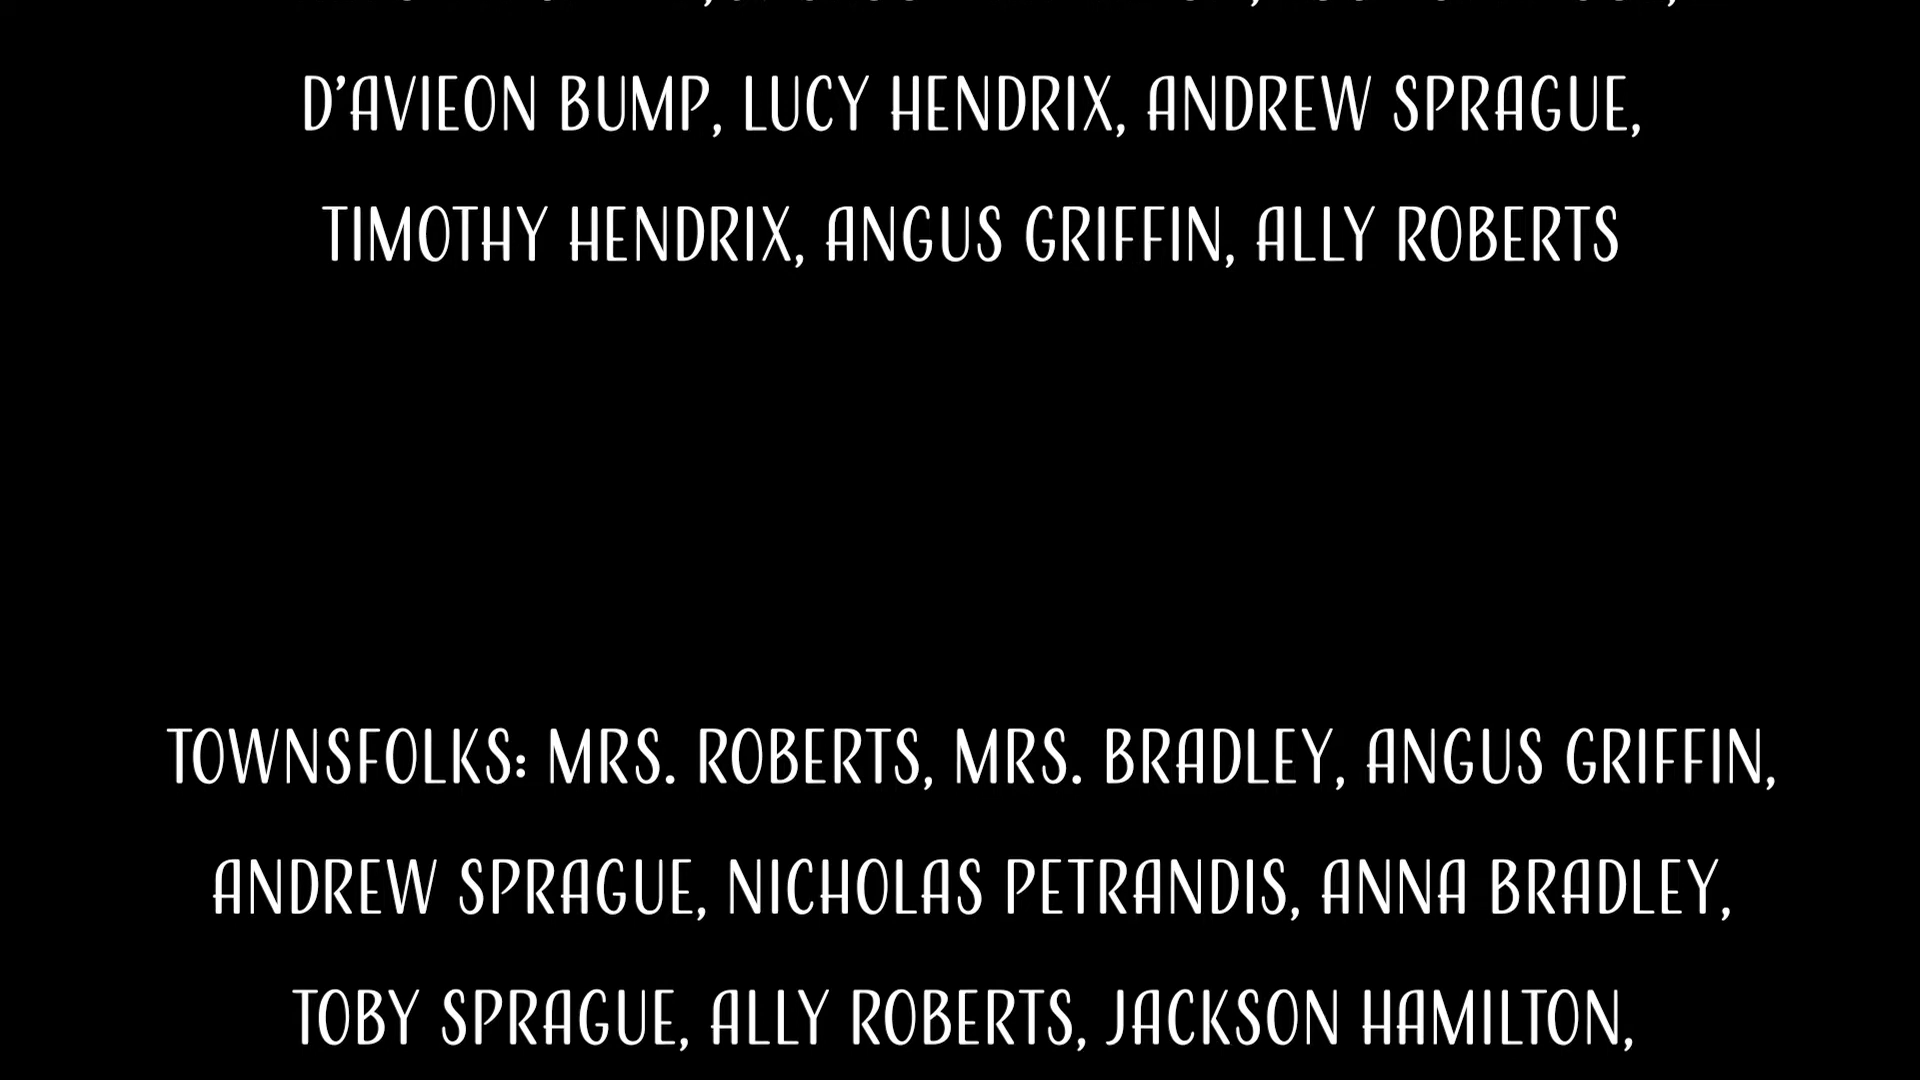 D'AVIEON BUMP, LUCY HENDRIX, ANDREW SPRAGUE,
TIMOTHY HENDRIX, ANGUS GRIFFIN, ALLY ROBERTS
TOWNSFOLKS: MRS. ROBERTS, MRS. BRADLEY, ANGUS GRIFFIN,
ANDREW SPRAGUE, NICHOLAS PETRANDIS, ANNA BRADLEY,
TOBY SPRAGUE, ALLY ROBERTS, JACKSON HAMILTON,